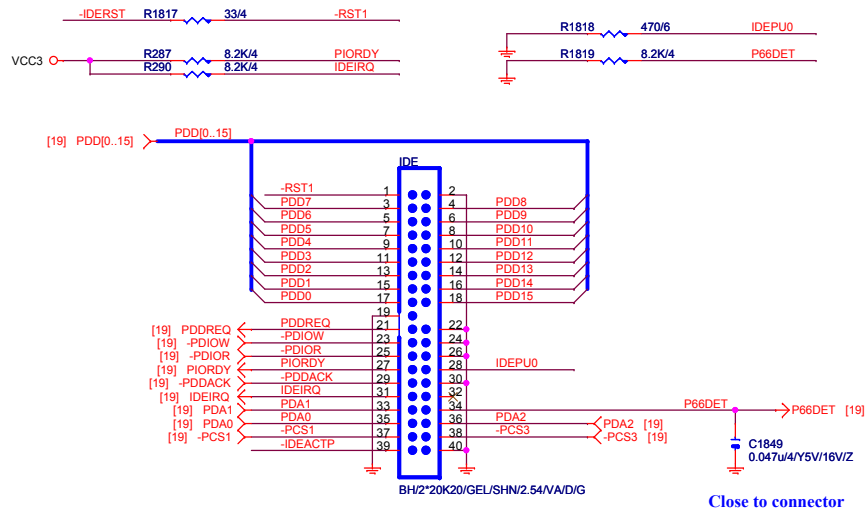 -IDERST R1817 33/4 -RST1
R1818 470/6 IDEPU0
VCC3 R287 8.2K/4 PIORDY
R290 8.2K/4 IDEIRQ
R1819 8.2K/4 P66DET
[19] PDD[0..15] PDD[0..15]
IDE
-RST1 1 2
PDD7 3 4 PDD8
PDD6 5 6 PDD9
PDD5 7 8 PDD10
PDD4 9 10 PDD11
PDD3 11 12 PDD12
PDD2 13 14 PDD13
PDD1 15 16 PDD14
PDD0 17 18 PDD15
19
[19] PDDREQ PDDREQ 21 22
[19] -PDIOW -PDIOW 23 24
[19] -PDIOR -PDIOR 25 26
[19] PIORDY PIORDY 27 28 IDEPU0
[19] -PDDACK -PDDACK 29 30
[19] IDEIRQ IDEIRQ 31 32
[19] PDA1 PDA1 33 34 P66DET P66DET [19]
[19] PDA0 PDA0 35 36 PDA2 PDA2 [19]
[19] -PCS1 -PCS1 37 38 -PCS3 -PCS3 [19]
-IDEACTP 39 40
C1849
0.047u/4/Y5V/16V/Z
BH/2*20K20/GEL/SHN/2.54/VA/D/G
Close to connector